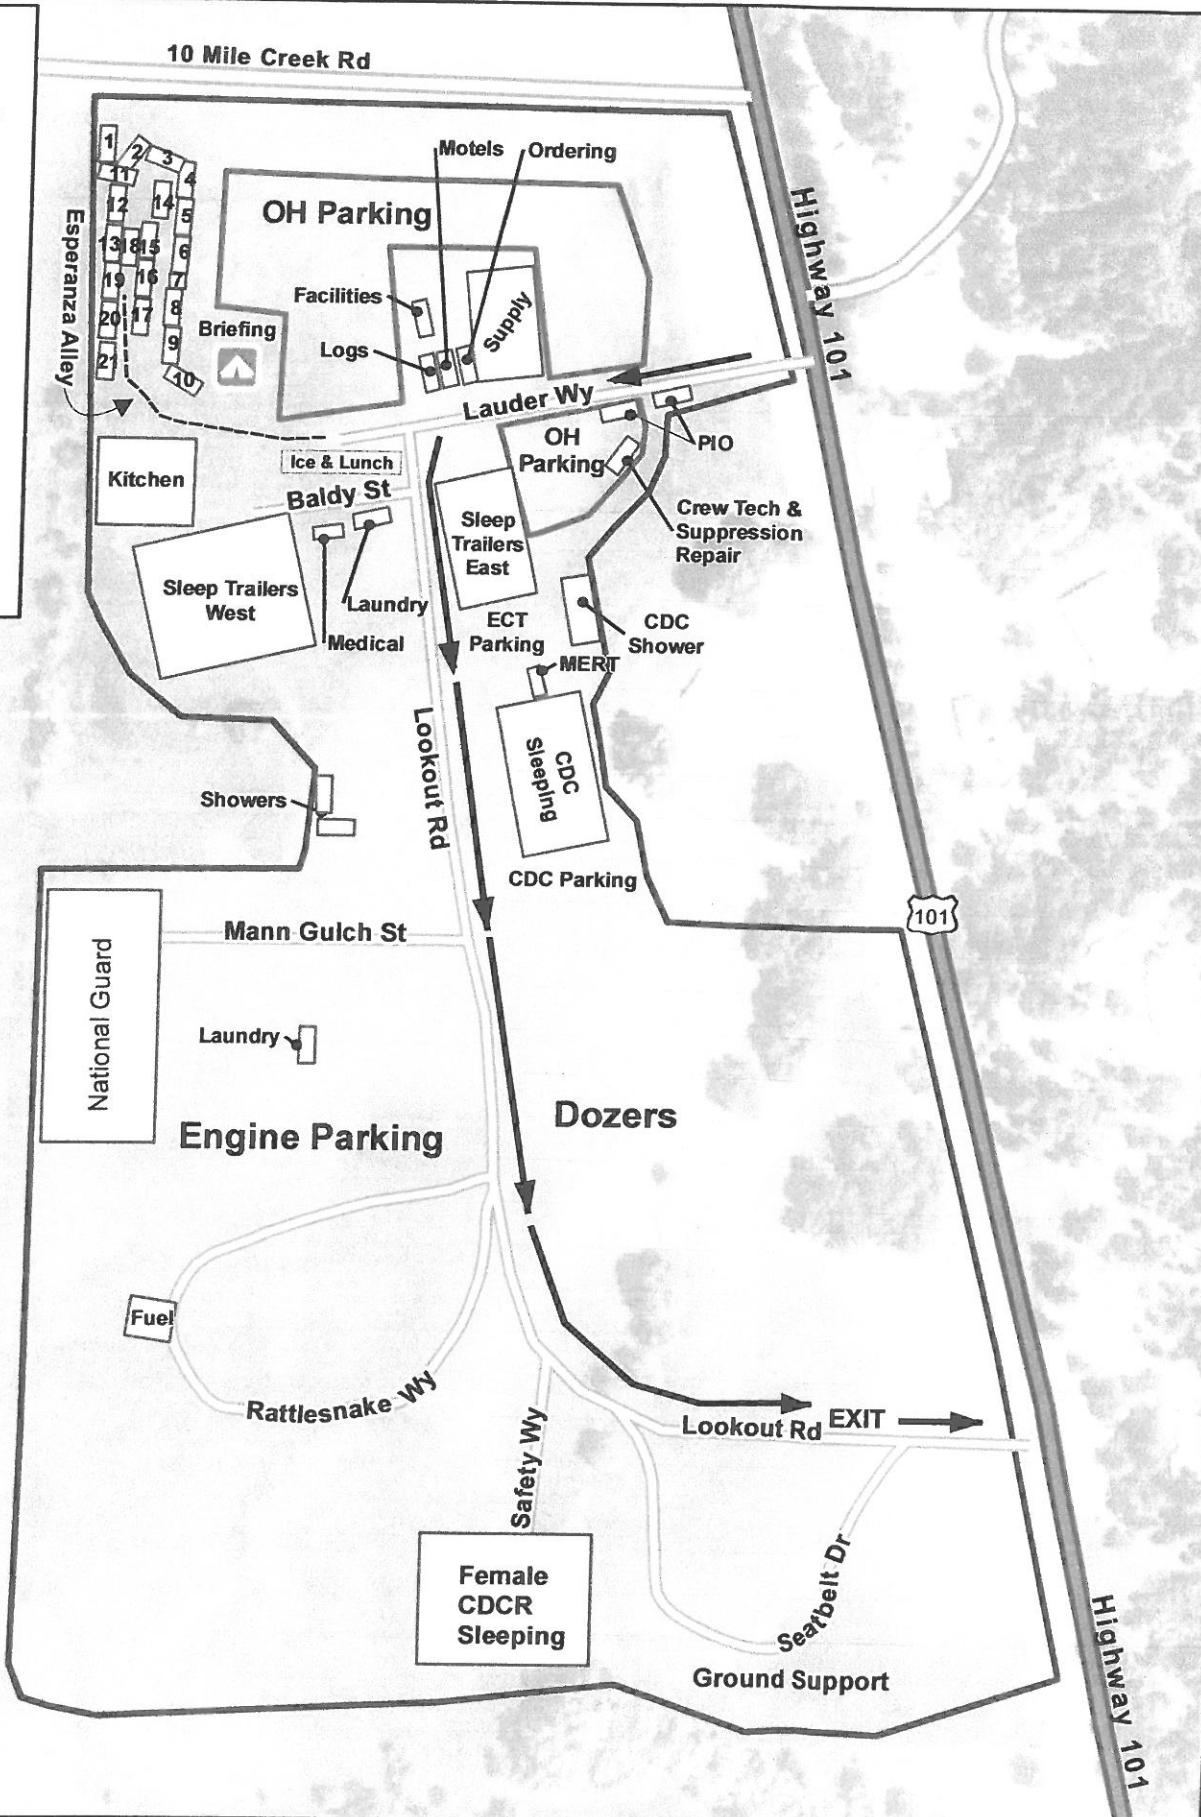 10 Mile Creek Rd
1
2
3
11
4
12
14
5
13
18
15
6
19
16
7
20
17
8
21
9
10
Esperanza Alley
Motels
Ordering
OH Parking
Highway 101
Facilities
Supply
Briefing
Logs
Lauder Wy
OH
Parking
PIO
Kitchen
Ice & Lunch
Baldy St
Sleep
Trailers
East
Crew Tech &
Suppression
Repair
Sleep Trailers
West
Laundry
Medical
ECT
Parking
CDC
Shower
MERT
Lookout Rd
CDC
Sleeping
Showers
CDC Parking
101
Mann Gulch St
National Guard
Laundry
Engine Parking
Dozers
Fuel
Rattlesnake Wy
Safety Wy
Lookout Rd
EXIT
Female
CDCR
Sleeping
Seatbelt Dr
Ground Support
Highway 101